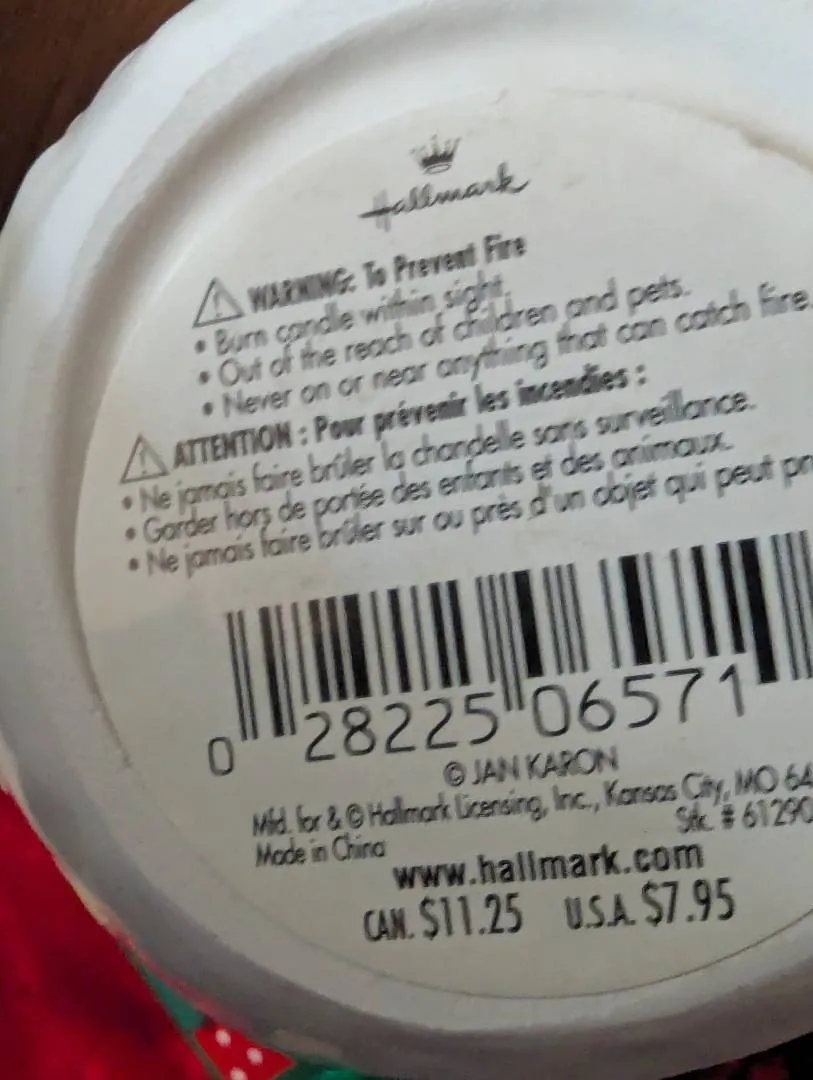 Hallmark
WARNING: To Prevent Fire
• Burn candle within sight.
• Out of the reach of children and pets.
• Never on or near anything that can catch fire.
ATTENTION : Pour prévenir les incendies :
• Ne jamais faire brûler la chandelle sans surveillance.
• Garder hors de portée des enfants et des animaux.
• Ne jamais faire brûler sur ou près d'un objet qui peut
0 28225 06571
© JAN KARON
Mfd. for & © Hallmark Licensing, Inc., Kansas City, MO 64
Stk. # 61290
Made in China
www.hallmark.com
CAN. $11.25 U.S.A. $7.95